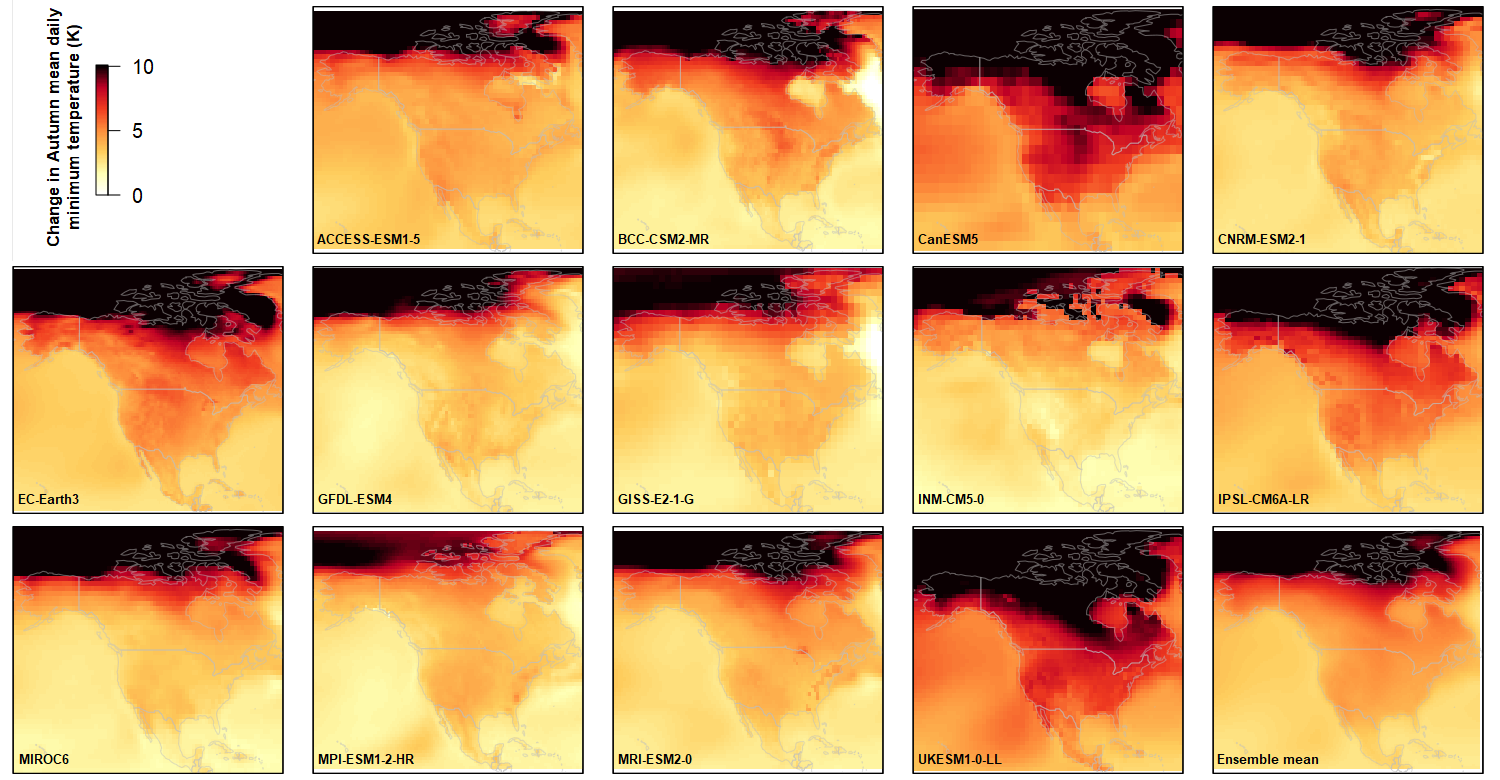 Change in Autumn mean daily
minimum temperature (K)
10
5
0
ACCESS-ESM1-5
BCC-CSM2-MR
CanESM5
CNRM-ESM2-1
EC-Earth3
GFDL-ESM4
GISS-E2-1-G
INM-CM5-0
IPSL-CM6A-LR
MIROC6
MPI-ESM1-2-HR
MRI-ESM2-0
UKESM1-0-LL
Ensemble mean